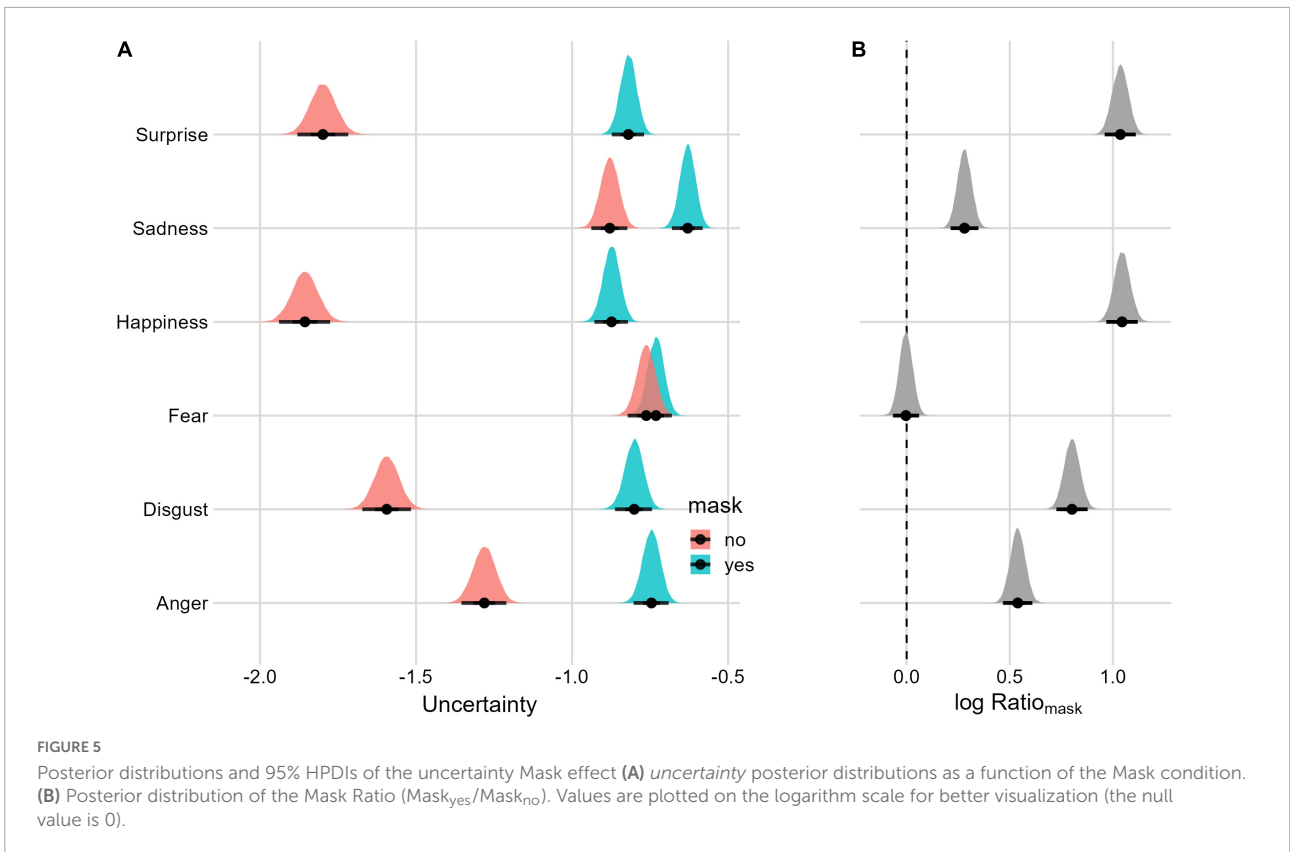 A
B
Surprise
Sadness
Happiness
Fear
Disgust
Anger
mask
no
yes
-2.0 -1.5 -1.0 -0.5
0.0 0.5 1.0
Uncertainty
log Ratiomask
FIGURE 5
Posterior distributions and 95% HPDIs of the uncertainty Mask effect (A) uncertainty posterior distributions as a function of the Mask condition.
(B) Posterior distribution of the Mask Ratio (Maskyes/Maskno). Values are plotted on the logarithm scale for better visualization (the null
value is 0).